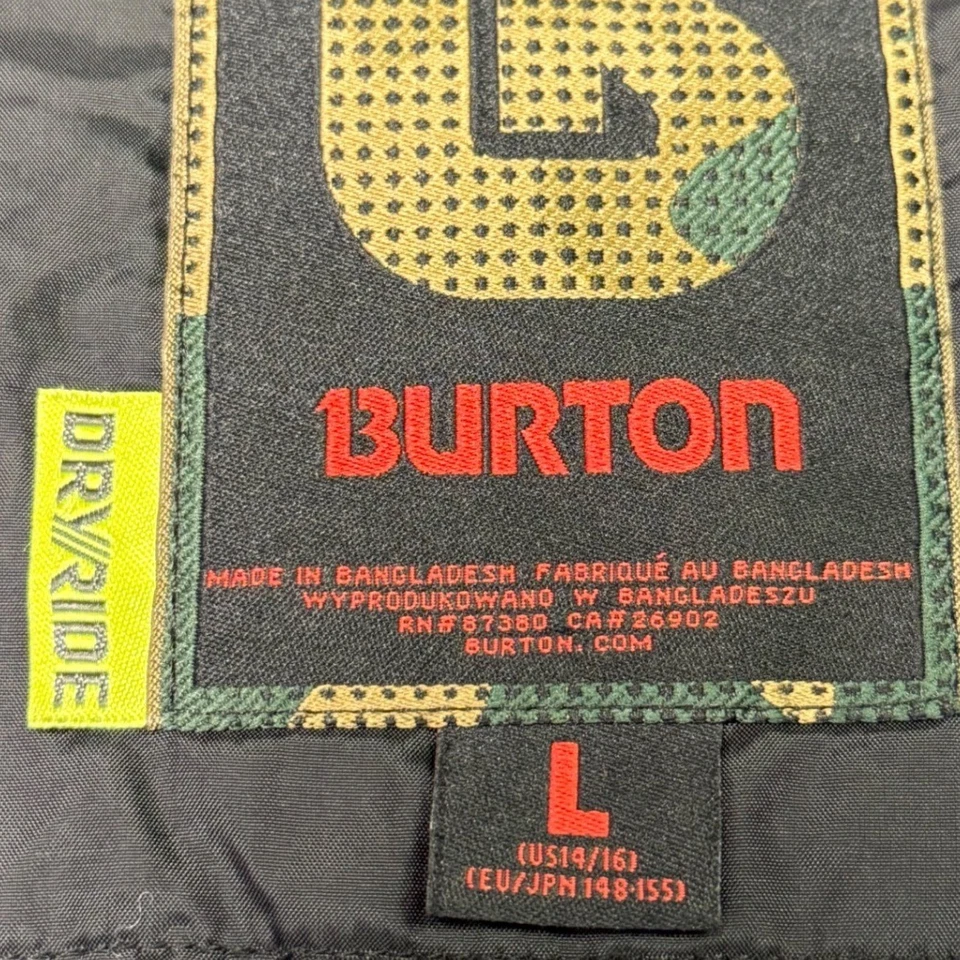 BURTON
DRY///RIDE
MADE IN BANGLADESH FABRIQUÉ AU BANGLADESH
WYPRODUKOWANO W BANGLADESZU
RN#87380 CA#26902
BURTON.COM
L
(US14/16)
(EU/JPN 148-155)